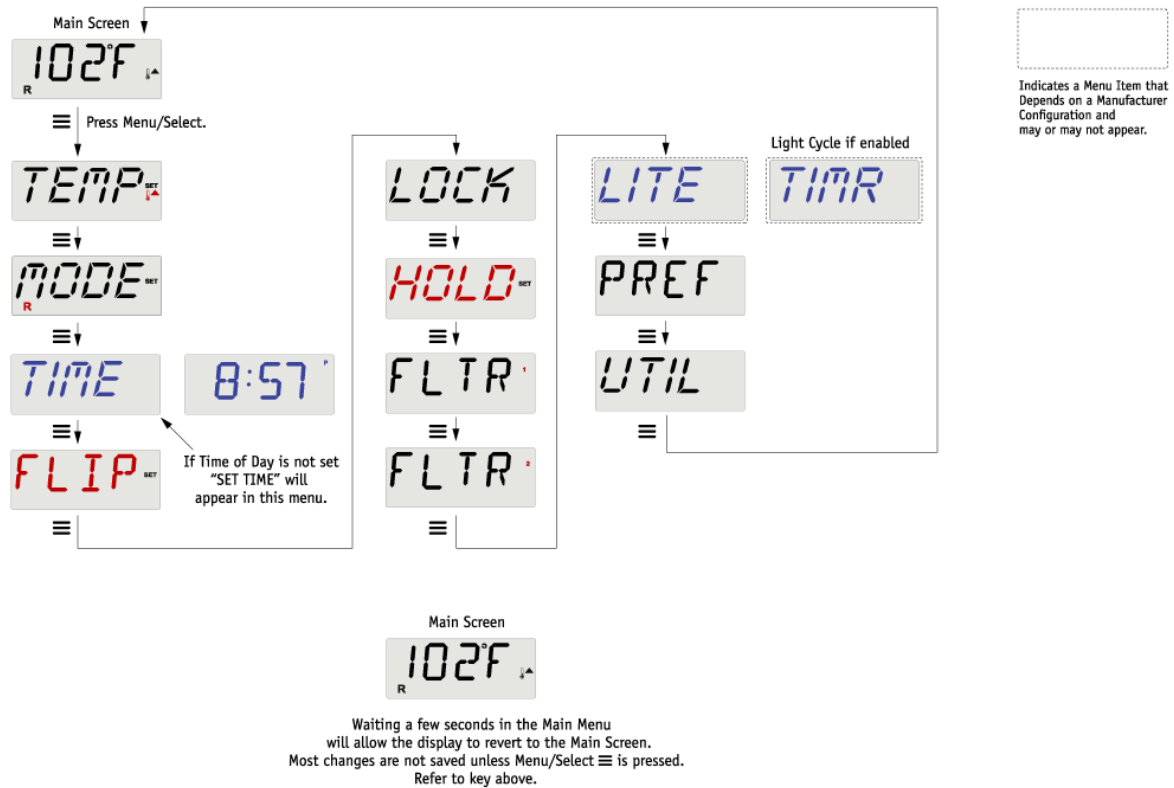 Main Screen
102°F
R
Press Menu/Select.
TEMP SET
MODE SET
R
TIME
8:57 P
If Time of Day is not set
"SET TIME" will
appear in this menu.
FLIP SET
LOCK
HOLD SET
FLTR 1
FLTR 2
LITE
Light Cycle if enabled
TIMR
PREF
UTIL
Indicates a Menu Item that
Depends on a Manufacturer
Configuration and
may or may not appear.
Main Screen
102°F
R
Waiting a few seconds in the Main Menu
will allow the display to revert to the Main Screen.
Most changes are not saved unless Menu/Select ☰ is pressed.
Refer to key above.